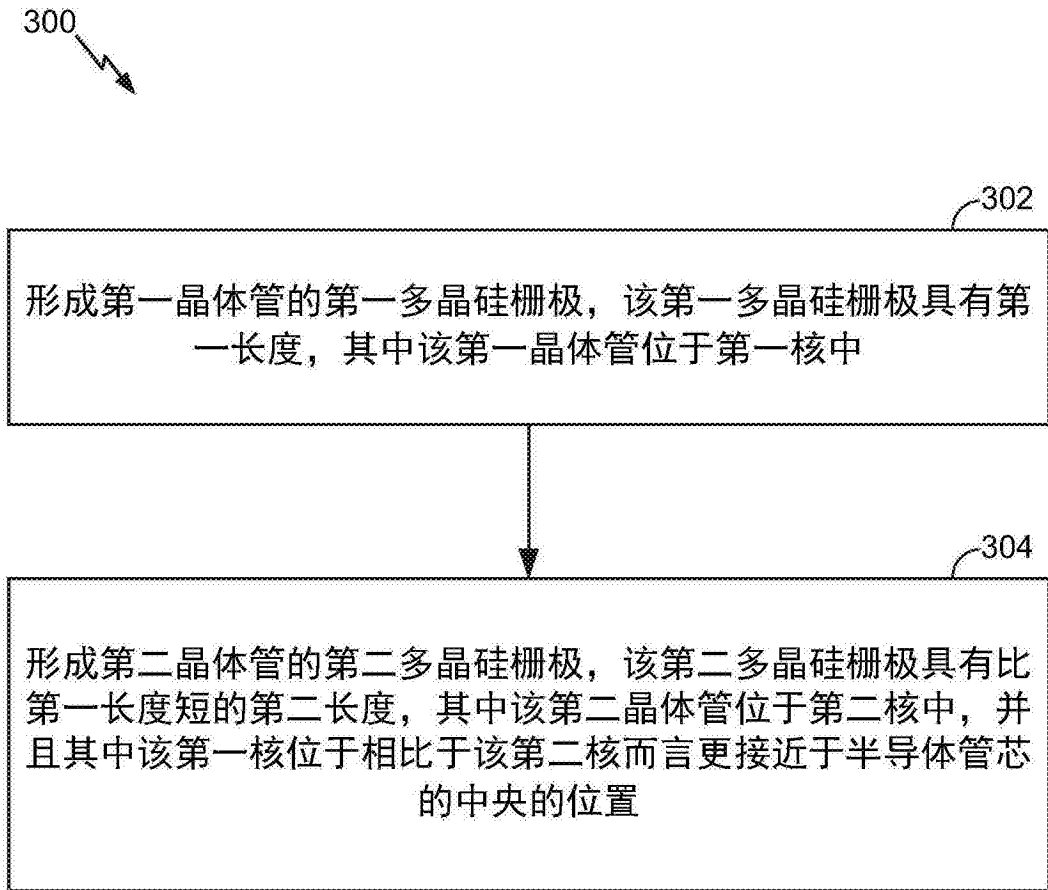 300
302
形成第一晶体管的第一多晶硅栅极，该第一多晶硅栅极具有第
一长度，其中该第一晶体管位于第一核中
304
形成第二晶体管的第二多晶硅栅极，该第二多晶硅栅极具有比
第一长度短的第二长度，其中该第二晶体管位于第二核中，并
且其中该第一核位于相比于该第二核而言更接近于半导体管芯
的中央的位置